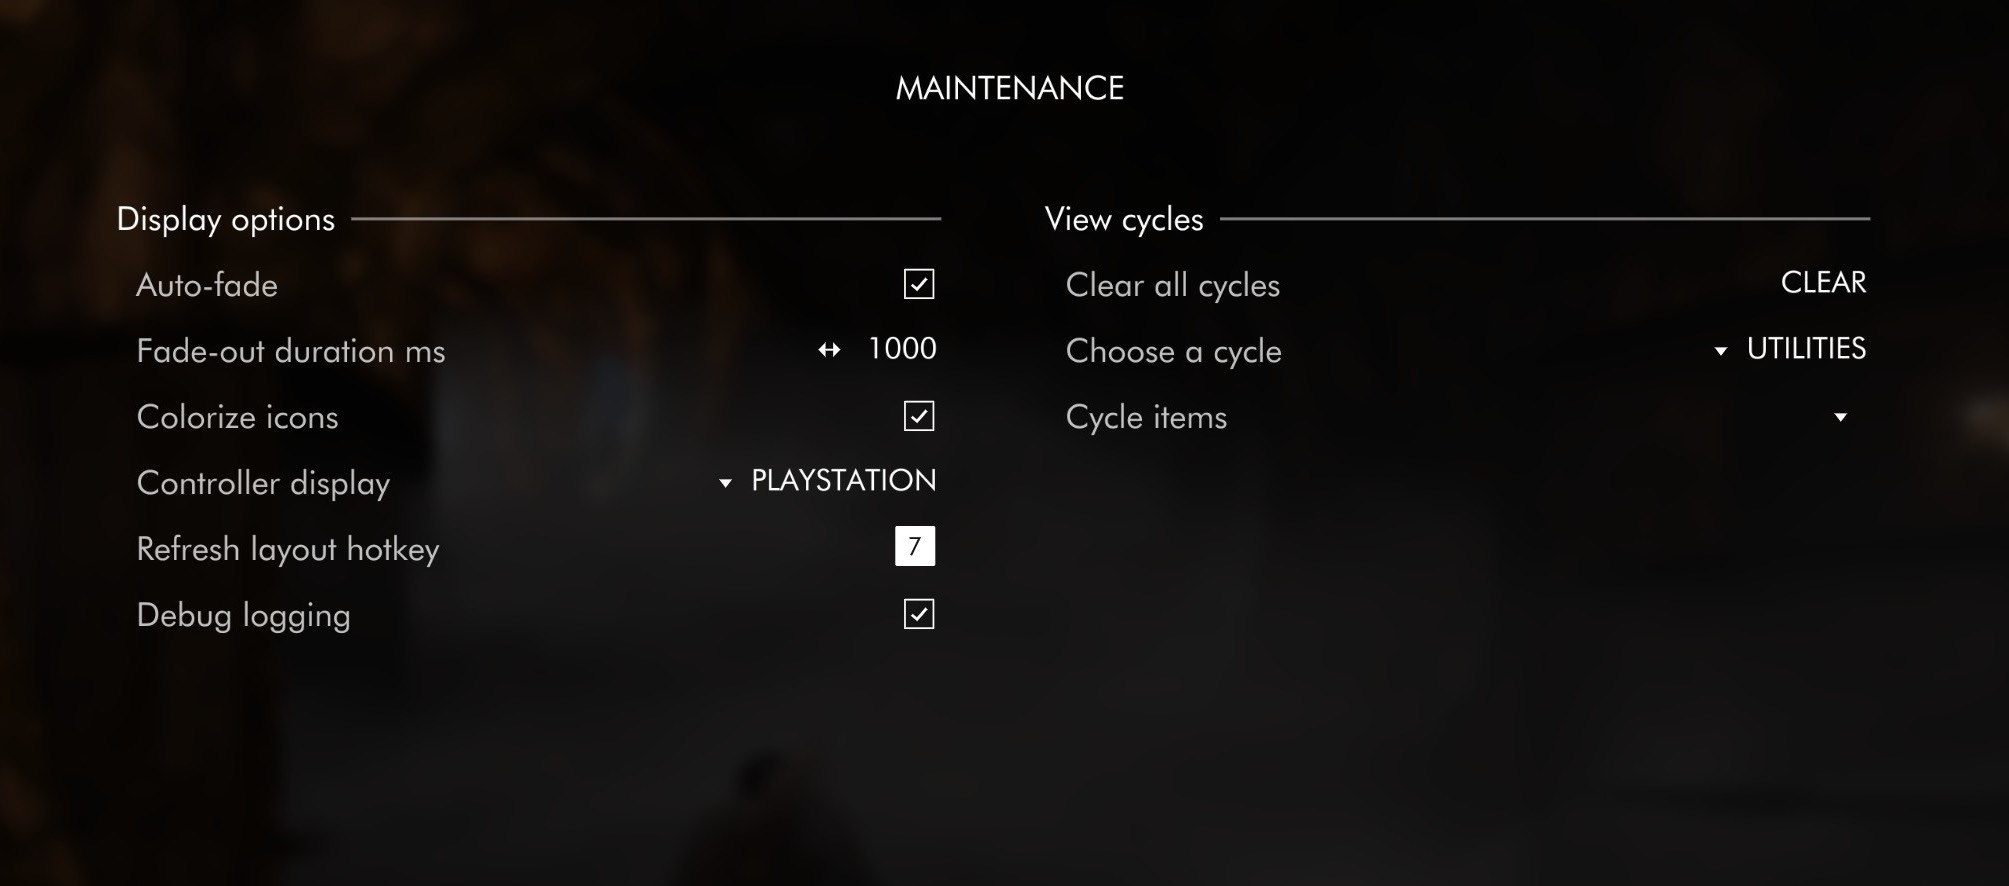 MAINTENANCE
Display options
Auto-fade
Fade-out duration ms 1000
Colorize icons
Controller display PLAYSTATION
Refresh layout hotkey 7
Debug logging
View cycles
Clear all cycles CLEAR
Choose a cycle UTILITIES
Cycle items